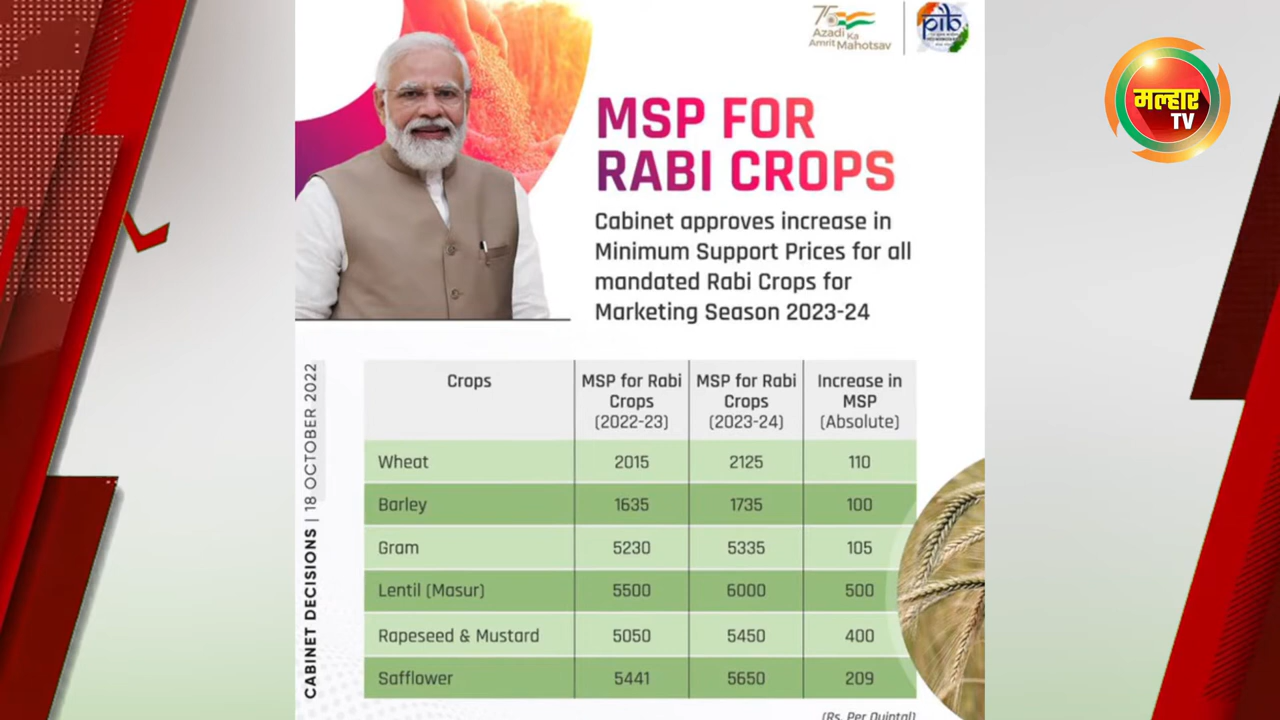 75
Azadi Ka
Amrit Mahotsav
pib
मल्हार
TV
MSP FOR
RABI CROPS
Cabinet approves increase in
Minimum Support Prices for all
mandated Rabi Crops for
Marketing Season 2023-24
CABINET DECISIONS | 18 OCTOBER 2022
Crops MSP for Rabi Crops (2022-23) MSP for Rabi Crops (2023-24) Increase in MSP (Absolute)
Wheat 2015 2125 110
Barley 1635 1735 100
Gram 5230 5335 105
Lentil (Masur) 5500 6000 500
Rapeseed & Mustard 5050 5450 400
Safflower 5441 5650 209
(Rs. Per Quintal)